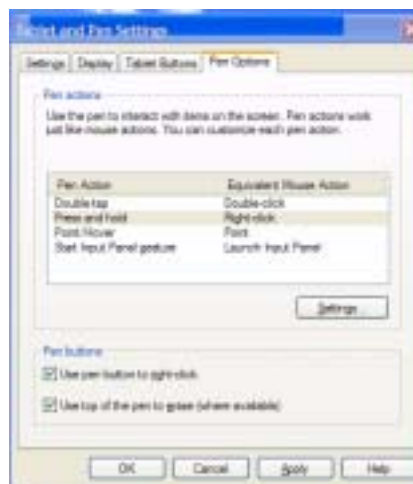 Tablet and Pen Settings
Settings Display Tablet Buttons Pen Options
Pen actions
Use the pen to interact with items on the screen. Pen actions work
just like mouse actions. You can customize each pen action.
Pen Action Equivalent Mouse Action
Double-tap Double-click
Press and hold Right-click
Point/Hover Point
Start Input Panel gesture Launch Input Panel
Settings...
Pen buttons
Use pen button to right-click
Use top of the pen to erase (where available)
OK Cancel Apply Help